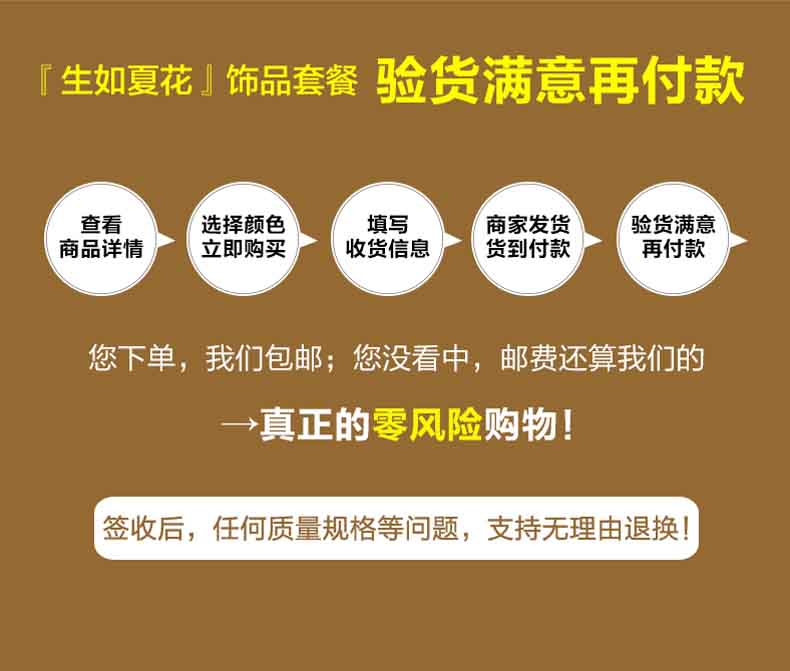 『生如夏花』饰品套餐 验货满意再付款
查看
商品详情
选择颜色
立即购买
填写
收货信息
商家发货
货到付款
验货满意
再付款
您下单，我们包邮；您没看中，邮费还算我们的
→真正的零风险购物！
签收后，任何质量规格等问题，支持无理由退换！